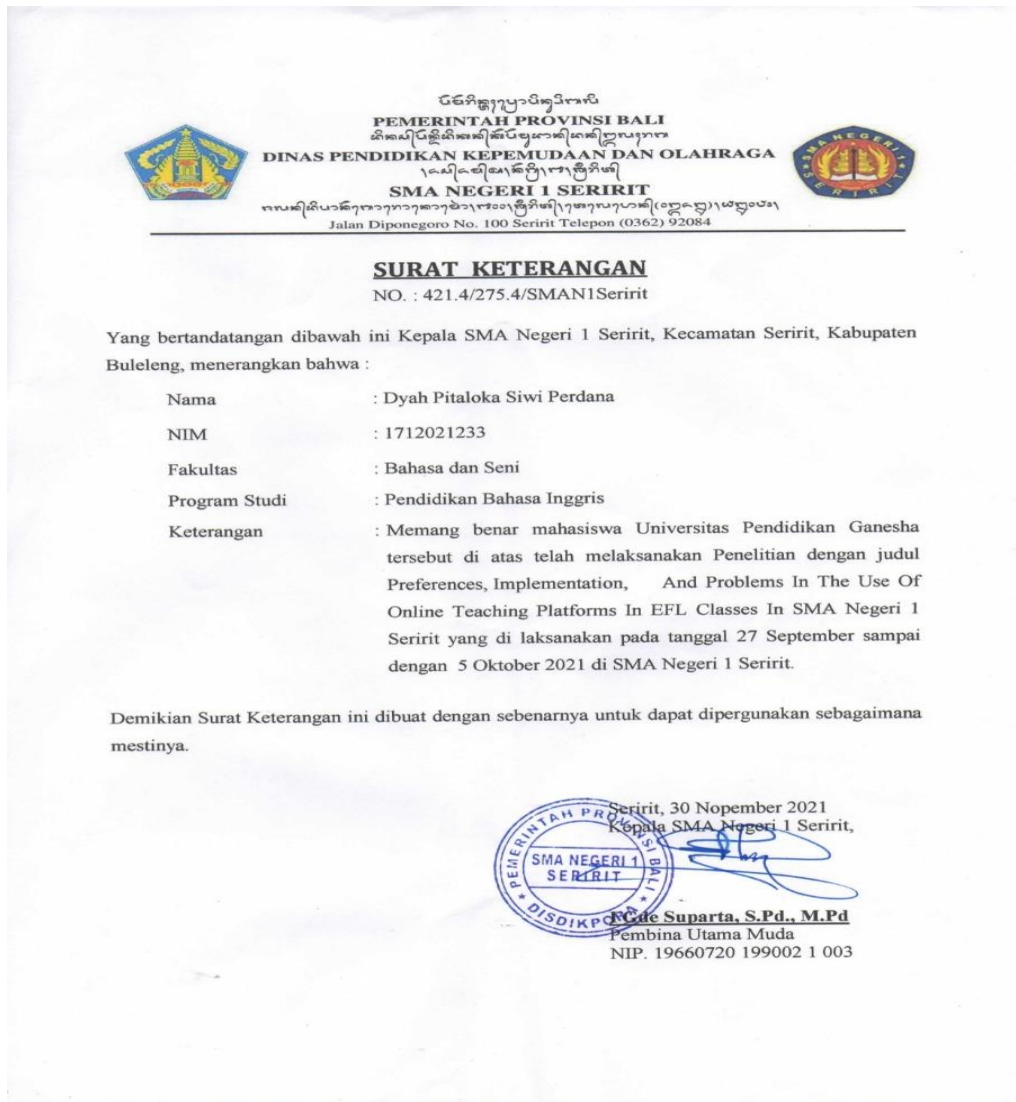 PEMERINTAH PROVINSI BALI
DINAS PENDIDIKAN KEPEMUDAAN DAN OLAHRAGA
SMA NEGERI 1 SERIRIT
Jalan Diponegoro No. 100 Seririt Telepon (0362) 92084
SMA NEGERI 1
SERIRIT
SURAT KETERANGAN
NO. : 421.4/275.4/SMAN1Seririt
Yang bertandatangan dibawah ini Kepala SMA Negeri 1 Seririt, Kecamatan Seririt, Kabupaten
Buleleng, menerangkan bahwa :
Nama : Dyah Pitaloka Siwi Perdana
NIM : 1712021233
Fakultas : Bahasa dan Seni
Program Studi : Pendidikan Bahasa Inggris
Keterangan : Memang benar mahasiswa Universitas Pendidikan Ganesha
tersebut di atas telah melaksanakan Penelitian dengan judul
Preferences, Implementation, And Problems In The Use Of
Online Teaching Platforms In EFL Classes In SMA Negeri 1
Seririt yang di laksanakan pada tanggal 27 September sampai
dengan 5 Oktober 2021 di SMA Negeri 1 Seririt.
Demikian Surat Keterangan ini dibuat dengan sebenarnya untuk dapat dipergunakan sebagaimana
mestinya.
Seririt, 30 Nopember 2021
Kepala SMA Negeri 1 Seririt,
PEMERINTAH PROVINSI BALI
SMA NEGERI 1
SERIRIT
DISDIKPORA
I Gde Suparta, S.Pd., M.Pd
Pembina Utama Muda
NIP. 19660720 199002 1 003